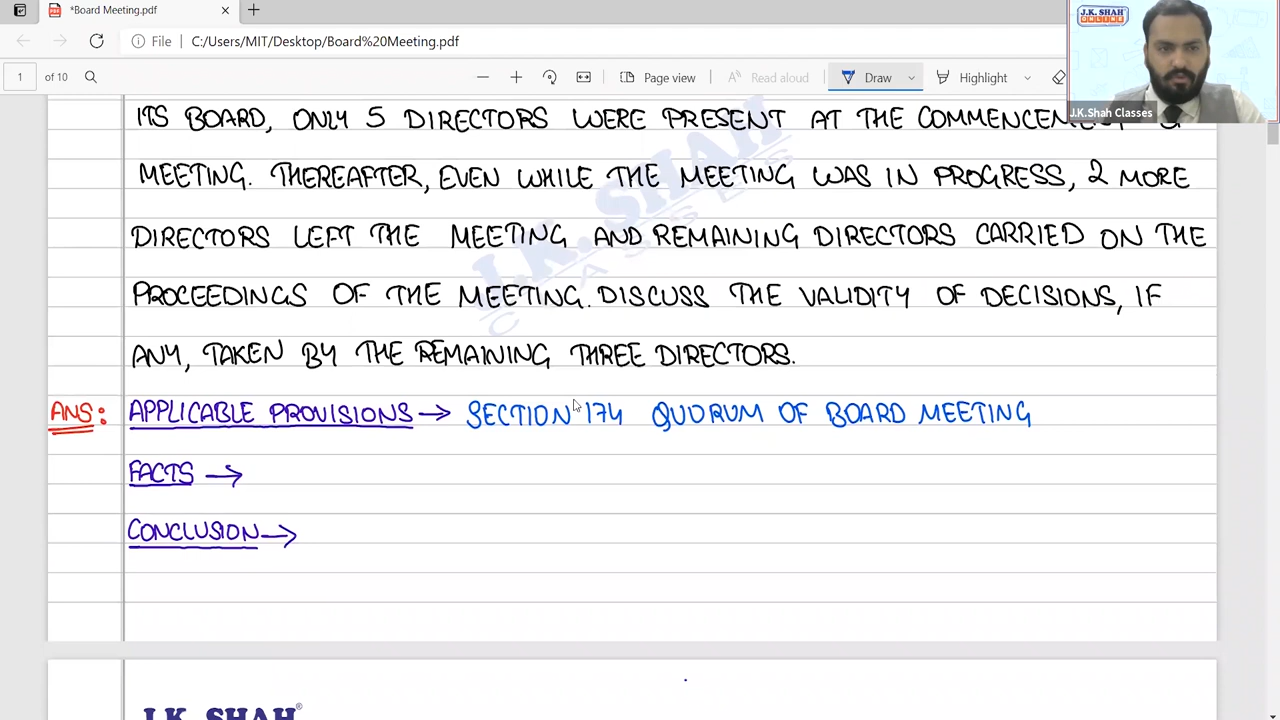 *Board Meeting.pdf
File C:/Users/MIT/Desktop/Board%20Meeting.pdf
1 of 10 Page view Read aloud Draw Highlight
J.K. SHAH
ONLINE
J.K.Shah Classes
ITS BOARD, ONLY 5 DIRECTORS WERE PRESENT AT THE COMMENCEMENT
MEETING. THEREAFTER, EVEN WHILE THE MEETING WAS IN PROGRESS, 2 MORE
DIRECTORS LEFT THE MEETING AND REMAINING DIRECTORS CARRIED ON THE
PROCEEDINGS OF THE MEETING. DISCUSS THE VALIDITY OF DECISIONS, IF
ANY, TAKEN BY THE REMAINING THREE DIRECTORS.
J.K. SHAH
CLASSES
ANS: APPLICABLE PROVISIONS → SECTION 174 QUORUM OF BOARD MEETING
FACTS →
CONCLUSION →
J.K. SHAH®